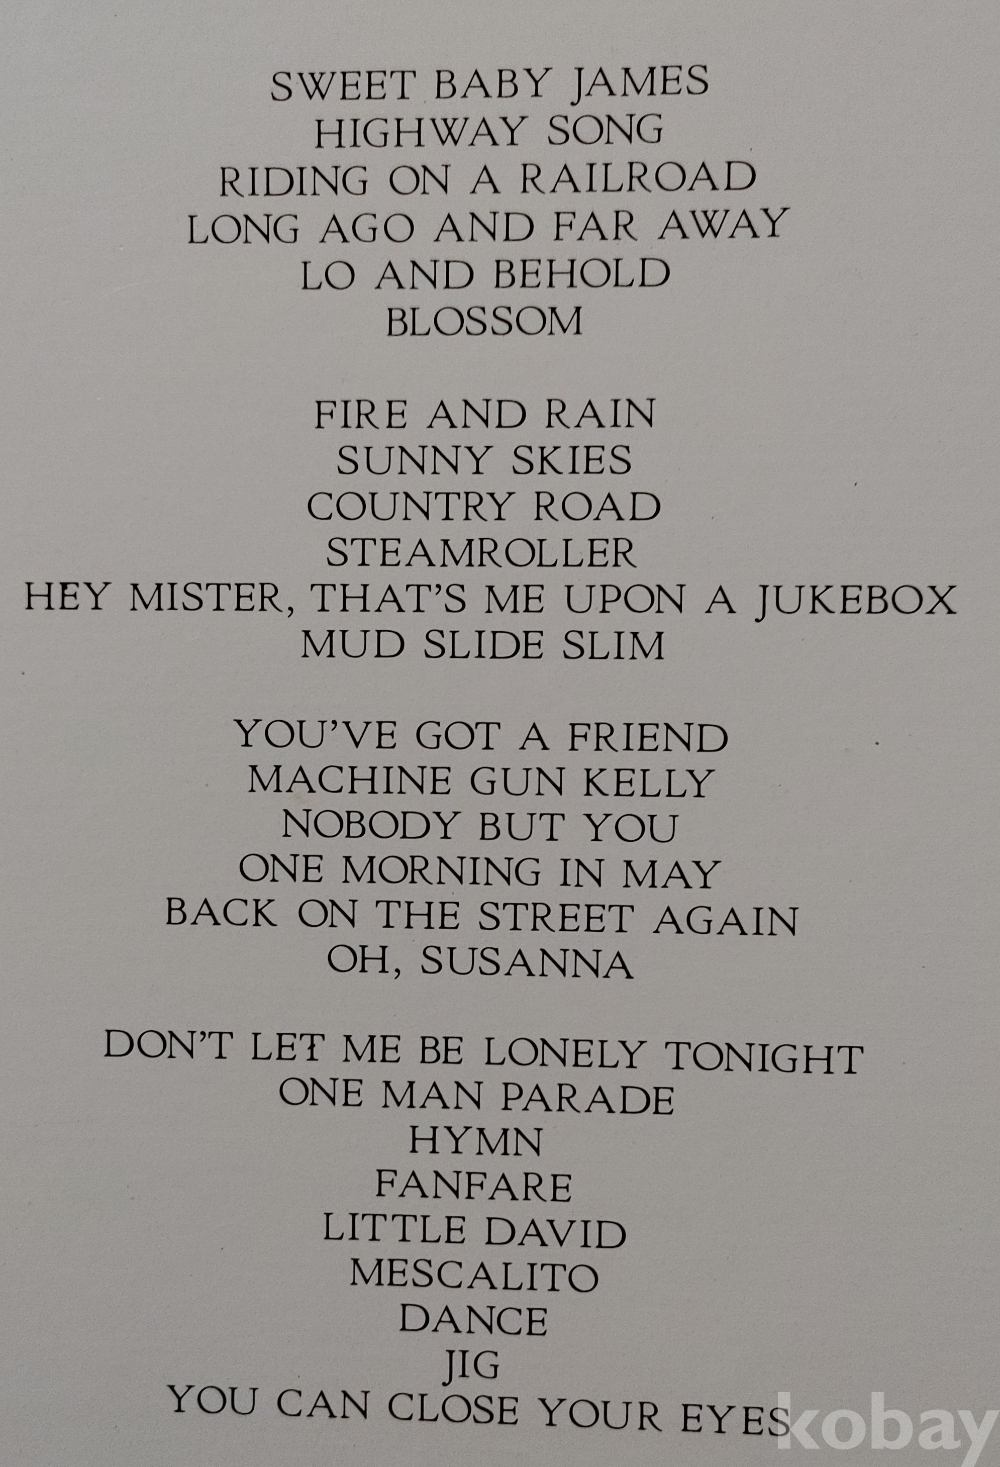 SWEET BABY JAMES
HIGHWAY SONG
RIDING ON A RAILROAD
LONG AGO AND FAR AWAY
LO AND BEHOLD
BLOSSOM
FIRE AND RAIN
SUNNY SKIES
COUNTRY ROAD
STEAMROLLER
HEY MISTER, THAT'S ME UPON A JUKEBOX
MUD SLIDE SLIM
YOU'VE GOT A FRIEND
MACHINE GUN KELLY
NOBODY BUT YOU
ONE MORNING IN MAY
BACK ON THE STREET AGAIN
OH, SUSANNA
DON'T LET ME BE LONELY TONIGHT
ONE MAN PARADE
HYMN
FANFARE
LITTLE DAVID
MESCALITO
DANCE
JIG
YOU CAN CLOSE YOUR EYES
kobay